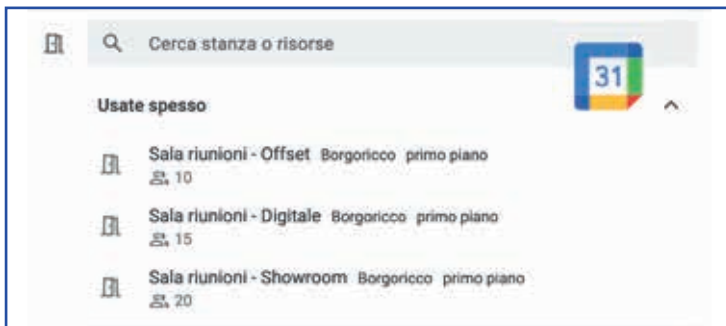 Cerca stanza o risorse
31
Usate spesso
Sala riunioni - Offset Borgoricco primo piano
10
Sala riunioni - Digitale Borgoricco primo piano
15
Sala riunioni - Showroom Borgoricco primo piano
20